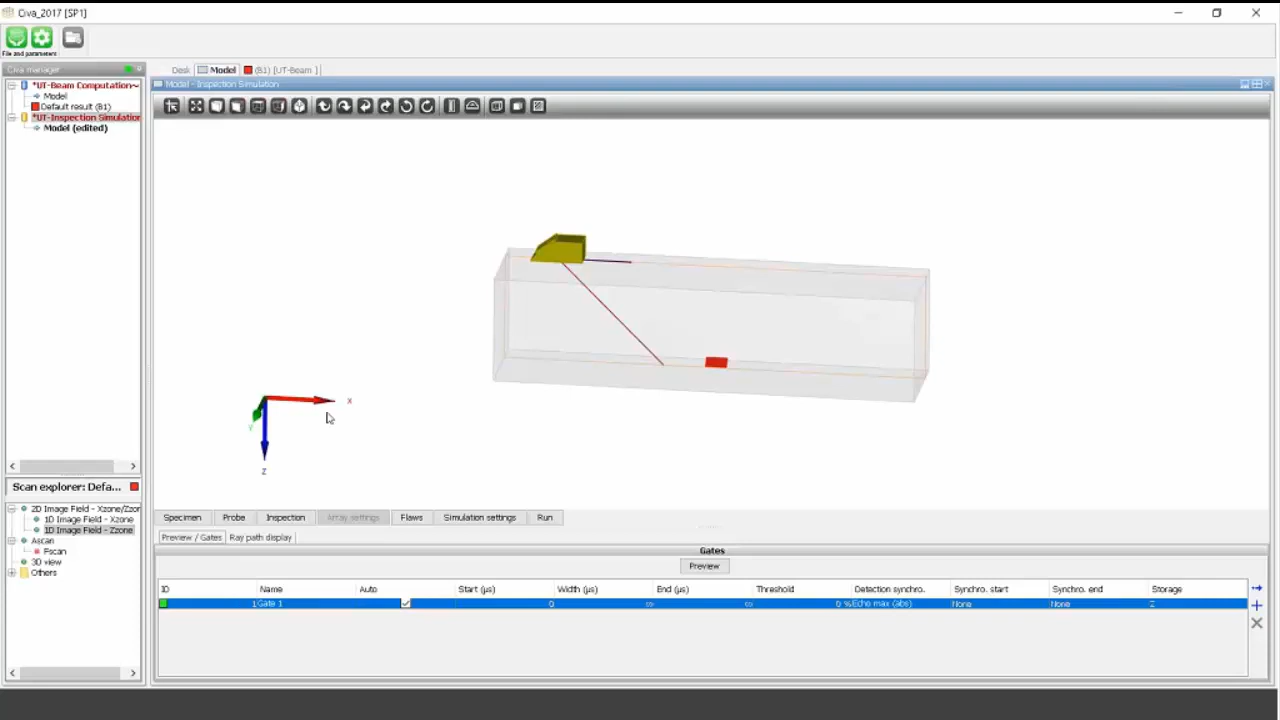 Civa_2017 [SP1]
File and parameters
Civa manager
Desk
Model
(B1) [UT-Beam ]
Model - Inspection Simulation
*UT-Beam Computation~
Model
Default result (B1)
*UT-Inspection Simulation
Model (edited)
x
Y
z
Scan explorer: Defa...
2D Image Field - Xzone/Zzor
1D Image Field - Xzone
1D Image Field - Zzone
Ascan
Fscan
3D view
Others
Specimen
Probe
Inspection
Array settings
Flaws
Simulation settings
Run
Preview / Gates
Ray path display
Gates
Preview
ID Name Auto Start (µs) Width (µs) End (µs) Threshold Detection synchro. Synchro. start Synchro. end Storage
1 Gate 1 0 ∞ ∞ 0 % Echo max (abs) None None